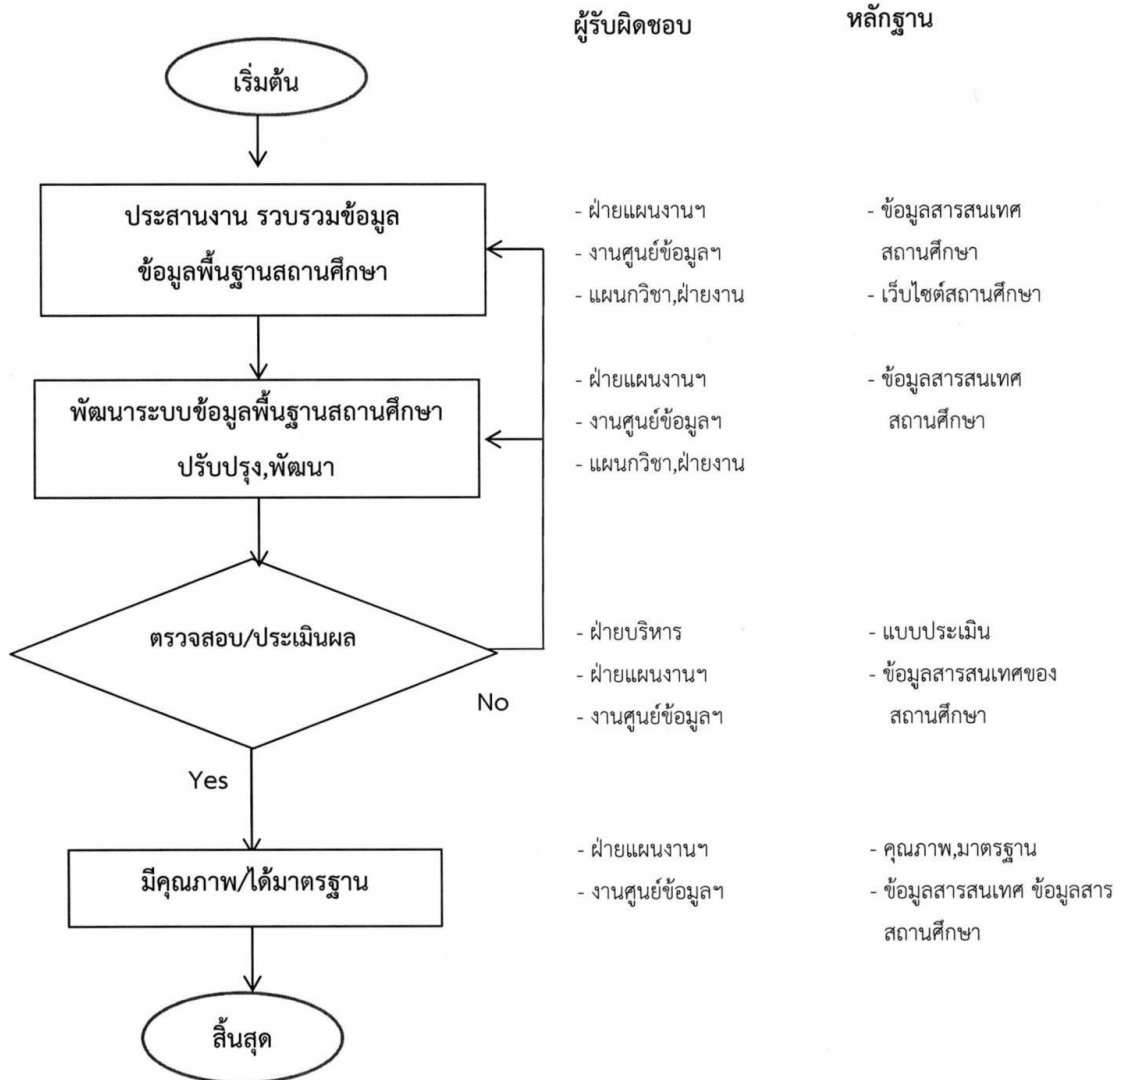 ผู้รับผิดชอบ
หลักฐาน
เริ่มต้น
ประสานงาน รวบรวมข้อมูล
ข้อมูลพื้นฐานสถานศึกษา
- ฝ่ายแผนงานฯ
- งานศูนย์ข้อมูลฯ
- แผนกวิชา,ฝ่ายงาน
- ข้อมูลสารสนเทศ
สถานศึกษา
- เว็บไซต์สถานศึกษา
พัฒนาระบบข้อมูลพื้นฐานสถานศึกษา
ปรับปรุง,พัฒนา
- ฝ่ายแผนงานฯ
- งานศูนย์ข้อมูลฯ
- แผนกวิชา,ฝ่ายงาน
- ข้อมูลสารสนเทศ
สถานศึกษา
ตรวจสอบ/ประเมินผล
No
Yes
- ฝ่ายบริหาร
- ฝ่ายแผนงานฯ
- งานศูนย์ข้อมูลฯ
- แบบประเมิน
- ข้อมูลสารสนเทศของ
สถานศึกษา
มีคุณภาพ/ได้มาตรฐาน
- ฝ่ายแผนงานฯ
- งานศูนย์ข้อมูลฯ
- คุณภาพ,มาตรฐาน
- ข้อมูลสารสนเทศ ข้อมูลสาร
สถานศึกษา
สิ้นสุด